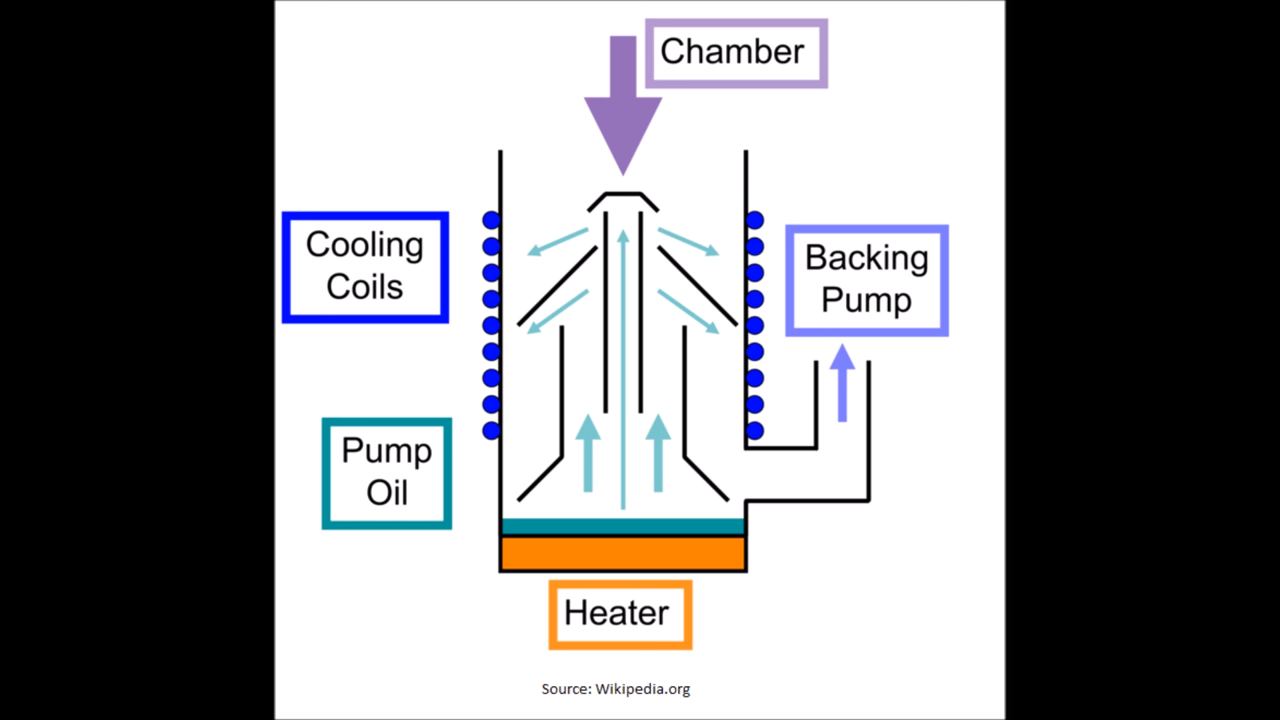 Chamber
Cooling
Coils
Backing
Pump
Pump
Oil
Heater
Source: Wikipedia.org